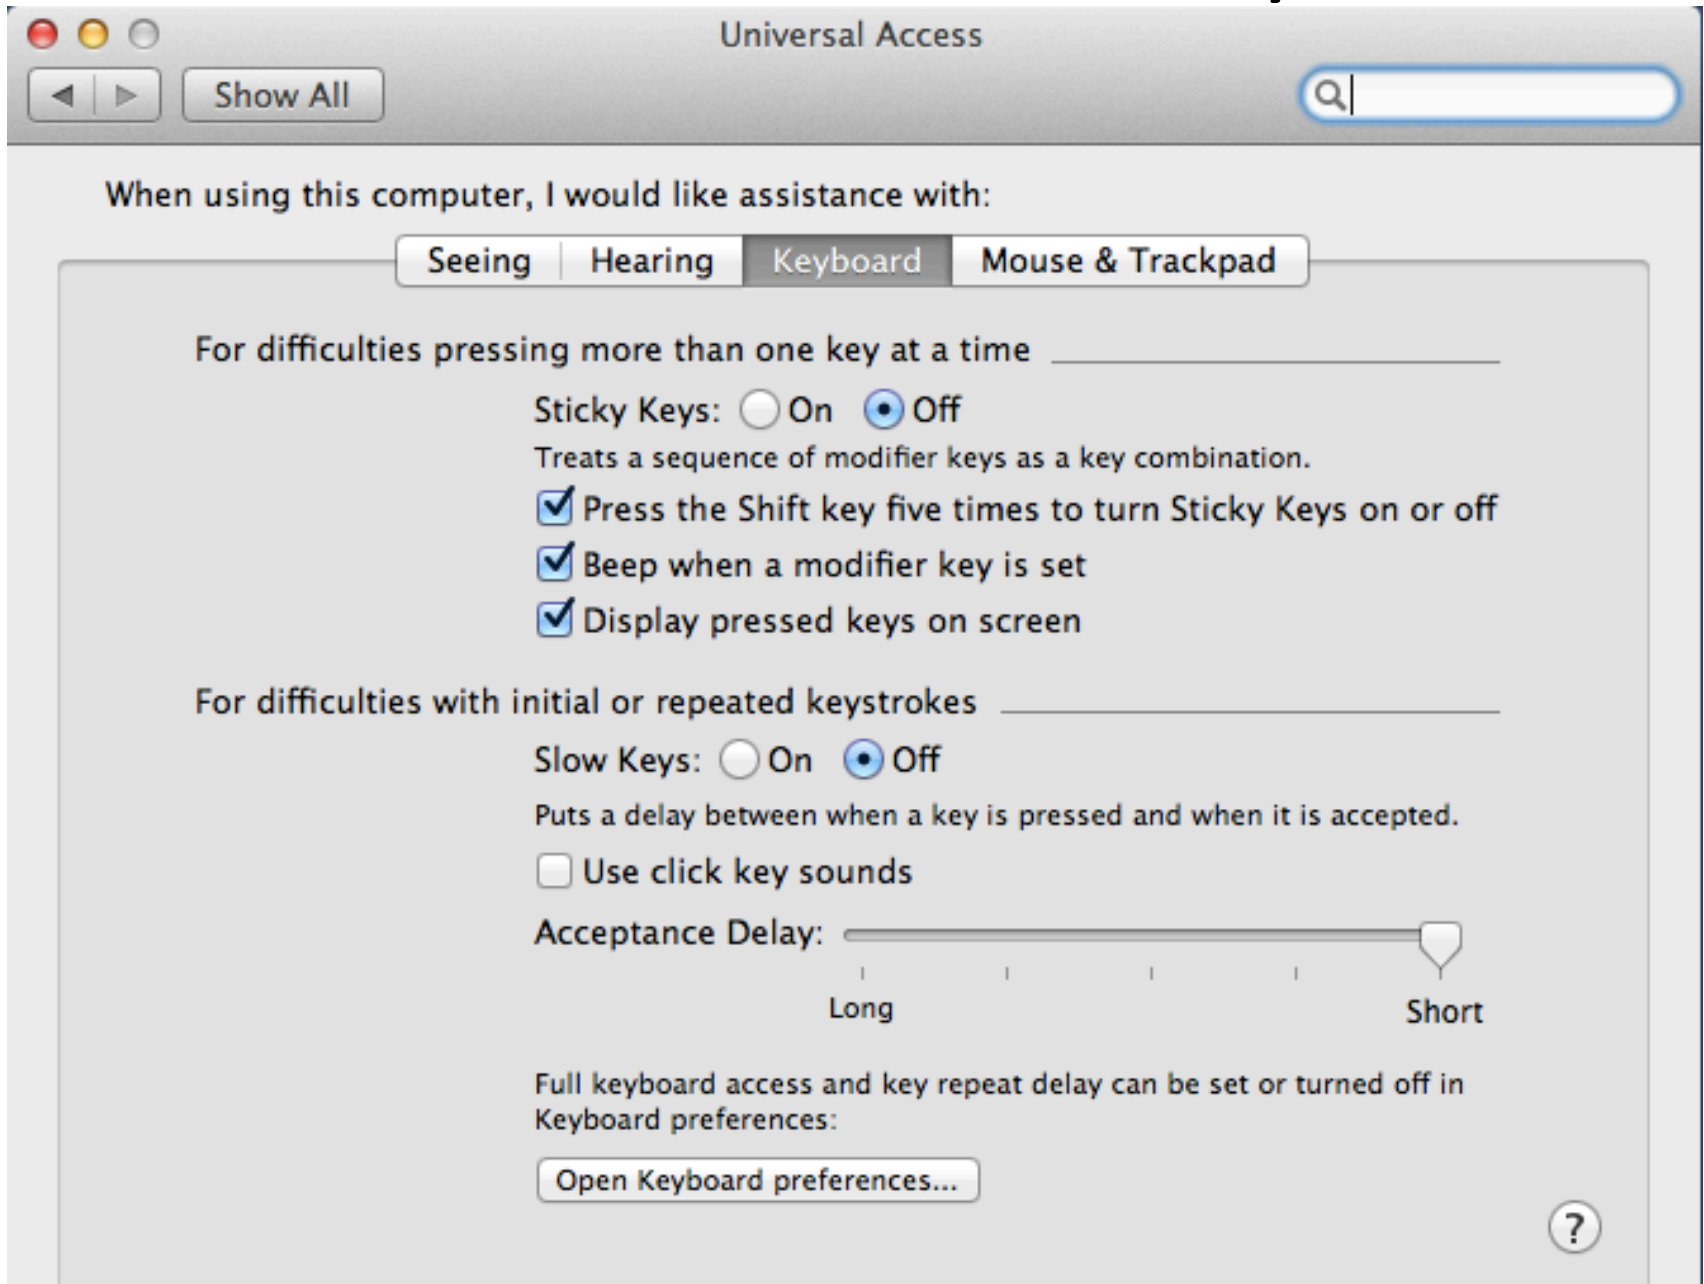 Universal Access
Show All
When using this computer, I would like assistance with:
Seeing Hearing Keyboard Mouse & Trackpad
For difficulties pressing more than one key at a time
Sticky Keys: On Off
Treats a sequence of modifier keys as a key combination.
Press the Shift key five times to turn Sticky Keys on or off
Beep when a modifier key is set
Display pressed keys on screen
For difficulties with initial or repeated keystrokes
Slow Keys: On Off
Puts a delay between when a key is pressed and when it is accepted.
Use click key sounds
Acceptance Delay:
Long Short
Full keyboard access and key repeat delay can be set or turned off in
Keyboard preferences:
Open Keyboard preferences...
?